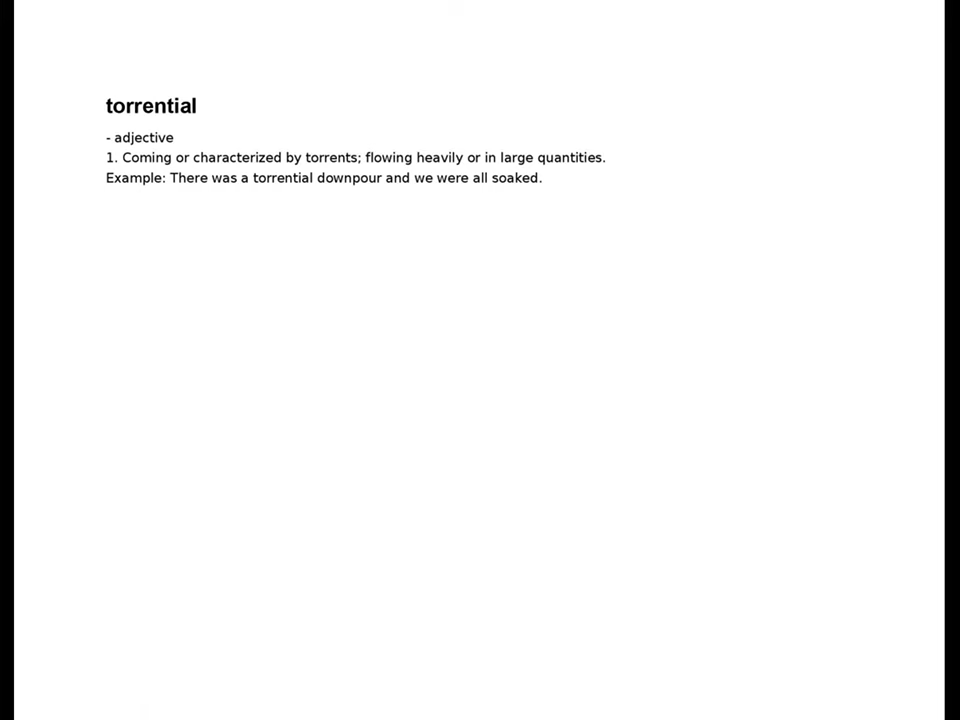 torrential
- adjective
1. Coming or characterized by torrents; flowing heavily or in large quantities.
Example: There was a torrential downpour and we were all soaked.